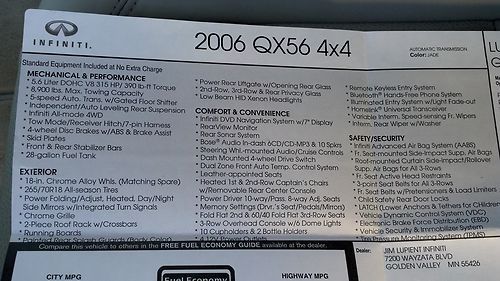 INFINITI.
2006 QX56 4x4
AUTOMATIC TRANSMISSION
Color: JADE
Standard Equipment Included at No Extra Charge
MECHANICAL & PERFORMANCE
* 5.6 Liter DOHC V8 315 HP/390 lb-ft Torque
* 8,900 lbs. Max. Towing Capacity
* 5-speed Auto. Trans. w/Gated Floor Shifter
* Independent/Auto Leveling Rear Suspension
* Infiniti All-mode 4WD
* Tow Mode/Receiver Hitch/7-pin Harness
* 4-wheel Disc Brakes w/ABS & Brake Assist
* Skid Plates
* Front & Rear Stabilizer Bars
* 28-gallon Fuel Tank
EXTERIOR
* 18-in. Chrome Alloy Whls. (Matching Spare)
* 265/70R18 All-season Tires
* Power Folding/Adjust, Heated, Day/Night
Side Mirrors w/Integrated Turn Signals
* Chrome Grille
* 2-Piece Roof Rack w/Crossbars
* Running Boards
* Painted Rear Splash Guards (Body Color)
* Power Rear Liftgate w/Opening Rear Glass
* 2nd-Row, 3rd-Row & Rear Privacy Glass
* Low Beam HID Xenon Headlights
COMFORT & CONVENIENCE
* Infiniti DVD Navigation System w/7" Display
* RearView Monitor
* Rear Sonar System
* Bose® Audio In-dash 6CD/CD-MP3 & 10 Spkrs
* Steering Whl.-mounted Audio/Cruise Controls
* Dash Mounted 4-wheel Drive Switch
* Dual Zone Front Auto Temp. Control System
* Leather-appointed Seats
* Heated 1st & 2nd-row Captain's Chairs
w/Removable Rear Center Console
* Power Driver 10-way/Pass. 8-way Adj. Seats
* Memory Settings (Drvr.'s Seat/Pedals/Mirrors)
* Fold Flat 2nd & 60/40 Fold Flat 3rd-Row Seats
* 3-Row Overhead Console w/6 Dome Lights
* 10 Cupholders & 2 Bottle Holders
* 4 12V Power Outlets
* Remote Keyless Entry System
* Bluetooth® Hands-Free Phone System
* Illuminated Entry System w/Light Fade-out
* Homelink® Universal Transceiver
* Variable Interm. Speed-sensing Fr. Wipers
* Interm. Rear Wiper w/Washer
SAFETY/SECURITY
* Infiniti Advanced Air Bag System (AABS)
* Fr. Seat-mounted Side-impact Supp. Air Bags
* Roof-mounted Curtain Side-impact/Rollover
Supp. Air Bags for All 3-Rows
* Fr. Seat Active Head Restraints
* 3-point Seat Belts for All 3-Rows
* Fr. Seat Belts w/Pretensioners & Load Limiters
* Child Safety Rear Door Locks
* LATCH (Lower Anchors & Tethers for Children)
* Vehicle Dynamic Control (VDC)
* Electronic Brake Force Distribution (EBD)
* Vehicle Security & Immobilizer System
* Tire Pressure Monitoring System (TPMS)
Compare this vehicle to others in the FREE FUEL ECONOMY GUIDE available at the dealer.
CITY MPG
Fuel Economy
HIGHWAY MPG
Dealer:
JIM LUPIENT INFINITI
7200 WAYZATA BLVD
GOLDEN VALLEY MN 55426